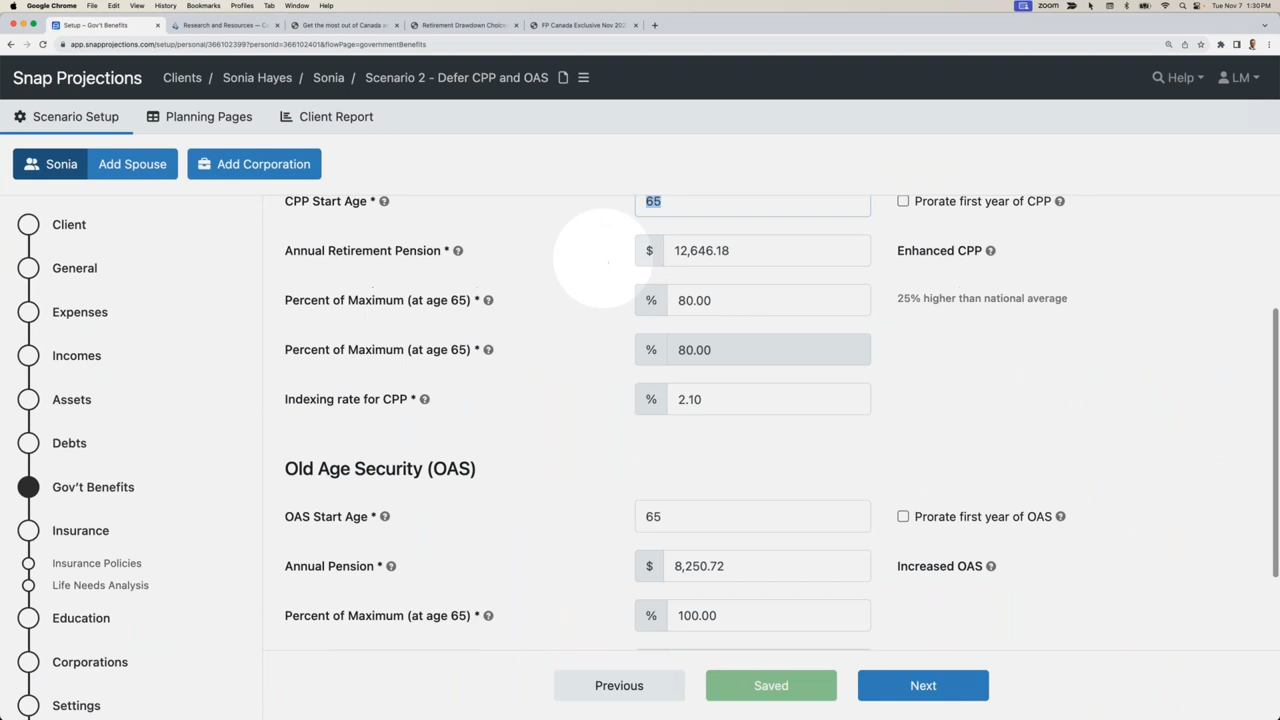 Google Chrome File Edit View History Bookmarks Profiles Tab Window Help zoom Tue Nov 7 1:30 PM
Setup – Gov't Benefits Research and Resources — C Get the most out of Canada a Retirement Drawdown Choice FP Canada Exclusive Nov 202
app.snapprojections.com/setup/personal/366102399?personId=366102401&flowPage=governmentBenefits
Snap Projections Clients / Sonia Hayes / Sonia / Scenario 2 - Defer CPP and OAS Help LM
Scenario Setup Planning Pages Client Report
Sonia Add Spouse Add Corporation
Client
General
Expenses
Incomes
Assets
Debts
Gov't Benefits
Insurance
Insurance Policies
Life Needs Analysis
Education
Corporations
Settings
CPP Start Age * 65 Prorate first year of CPP
Annual Retirement Pension * $ 12,646.18 Enhanced CPP
Percent of Maximum (at age 65) * % 80.00 25% higher than national average
Percent of Maximum (at age 65) * % 80.00
Indexing rate for CPP * % 2.10
Old Age Security (OAS)
OAS Start Age * 65 Prorate first year of OAS
Annual Pension * $ 8,250.72 Increased OAS
Percent of Maximum (at age 65) * % 100.00
Previous Saved Next